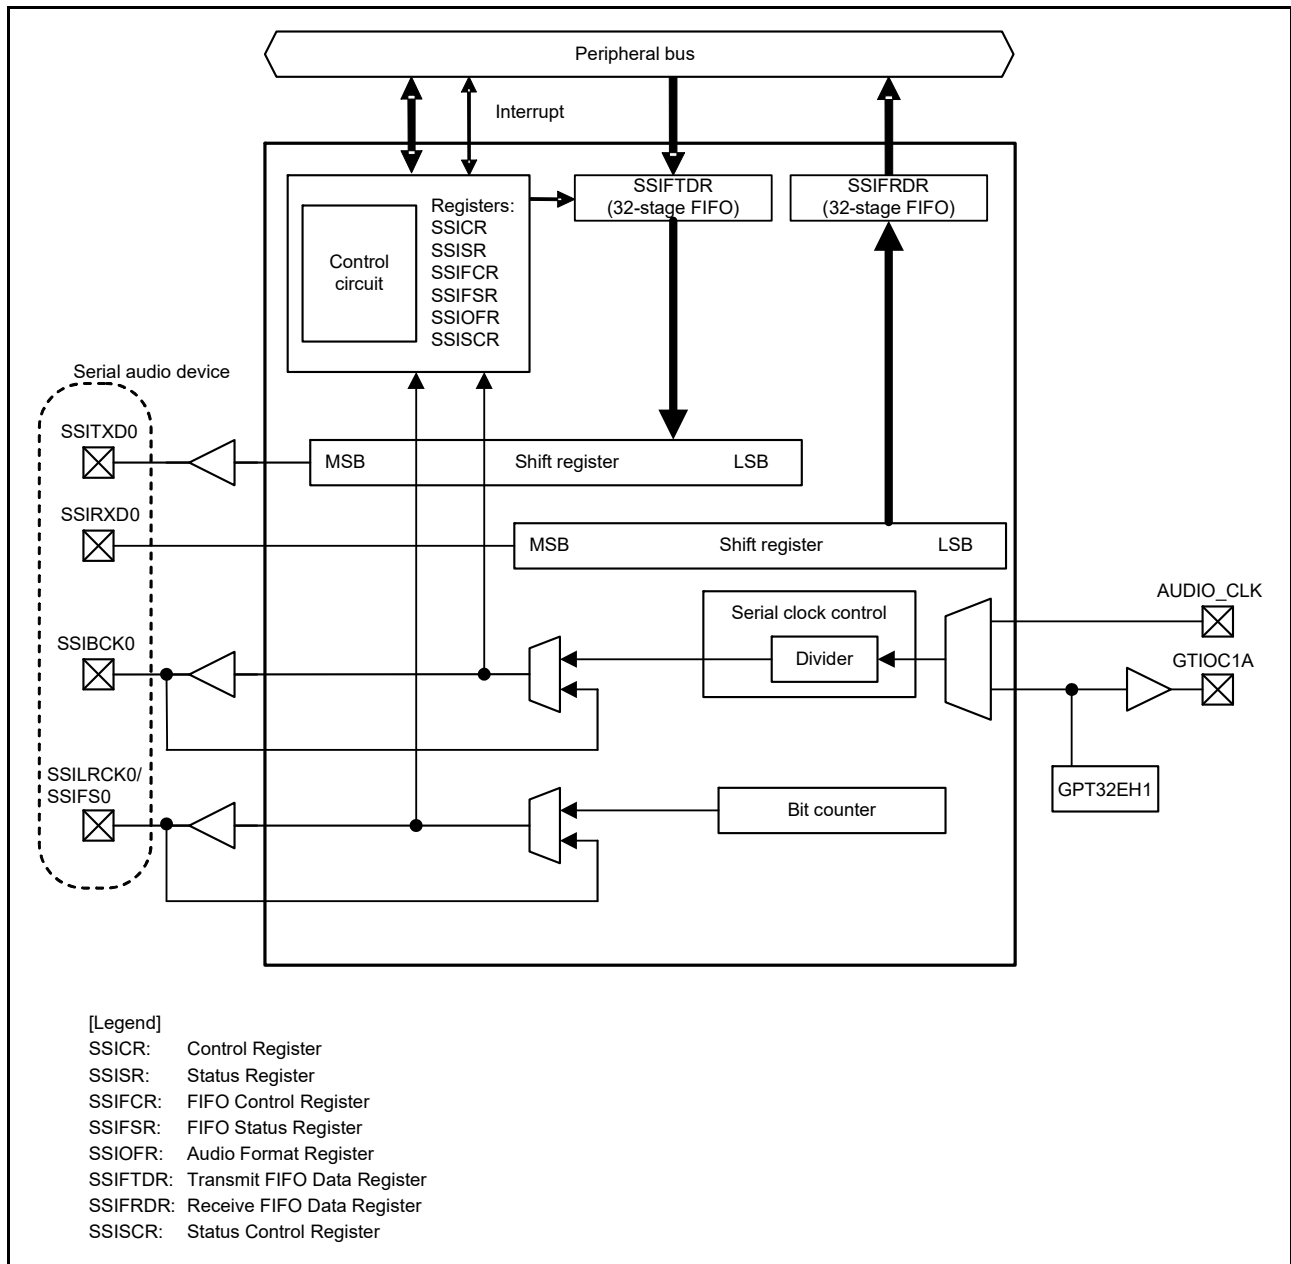 Peripheral bus
Interrupt
SSIFTDR
(32-stage FIFO)
SSIFRDR
(32-stage FIFO)
Control
circuit
Registers:
SSICR
SSISR
SSIFCR
SSIFSR
SSIOFR
SSISCR
Serial audio device
SSITXD0
MSB Shift register LSB
SSIRXD0
MSB Shift register LSB
AUDIO_CLK
Serial clock control
Divider
SSIBCK0
GTIOC1A
SSILRCK0/
SSIFS0
GPT32EH1
Bit counter
[Legend]
SSICR: Control Register
SSISR: Status Register
SSIFCR: FIFO Control Register
SSIFSR: FIFO Status Register
SSIOFR: Audio Format Register
SSIFTDR: Transmit FIFO Data Register
SSIFRDR: Receive FIFO Data Register
SSISCR: Status Control Register